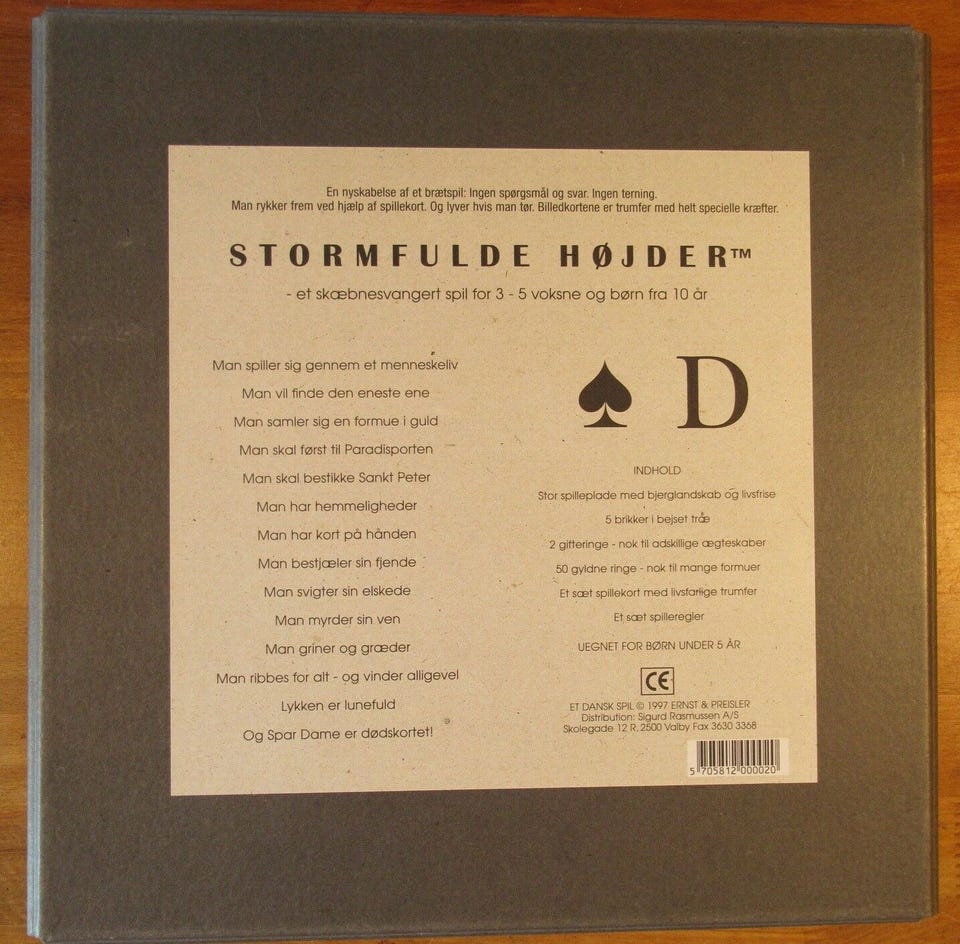 En nyskabelse af et brætspil: Ingen spørgsmål og svar. Ingen terning.
Man rykker frem ved hjælp af spillekort. Og lyver hvis man tør. Billedkortene er trumfer med helt specielle kræfter.
STORMFULDE HØJDER™
- et skæbnesvangert spil for 3 - 5 voksne og børn fra 10 år
Man spiller sig gennem et menneskeliv
Man vil finde den eneste ene
Man samler sig en formue i guld
Man skal først til Paradisporten
Man skal bestikke Sankt Peter
Man har hemmeligheder
Man har kort på hånden
Man bestjæler sin fjende
Man svigter sin elskede
Man myrder sin ven
Man griner og græder
Man ribbes for alt - og vinder alligevel
Lykken er lunefuld
Og Spar Dame er dødskortet!
♠ D
INDHOLD
Stor spilleplade med bjerglandskab og livsfrise
5 brikker i bejset træ
2 gifteringe - nok til adskillige ægteskaber
50 gyldne ringe - nok til mange formuer
Et sæt spillekort med livsfarlige trumfer
Et sæt spilleregler
UEGNET FOR BØRN UNDER 5 ÅR
CE
ET DANSK SPIL © 1997 ERNST & PREISLER
Distribution: Sigurd Rasmussen A/S
Skolegade 12 R. 2500 Valby Fax 3630 3368
5 705812 000020